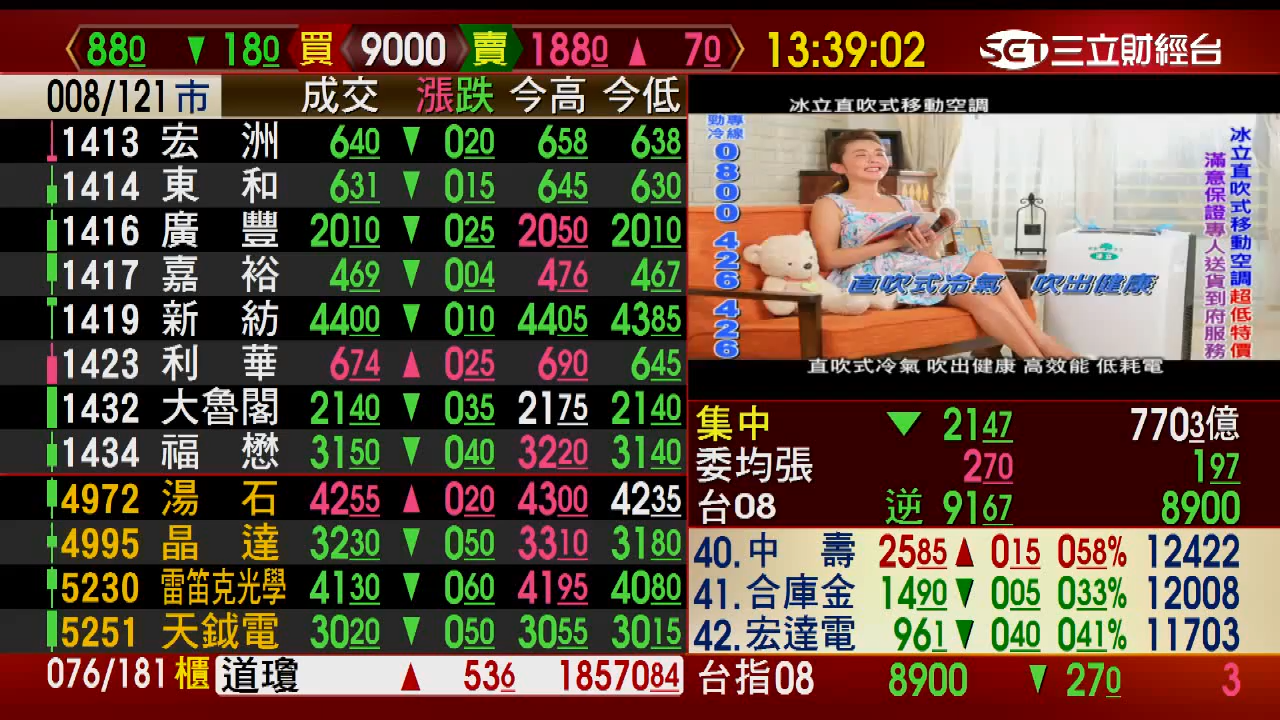 880 ▼ 180 買 9000 賣 1880 ▲ 70 13:39:02 SET三立財經台
008/121 市 成交 漲跌 今高 今低
1413 宏洲 640 ▼ 020 658 638
1414 東和 631 ▼ 015 645 630
1416 廣豐 2010 ▼ 025 2050 2010
1417 嘉裕 469 ▼ 004 476 467
1419 新紡 4400 ▼ 010 4405 4385
1423 利華 674 ▲ 025 690 645
1432 大魯閣 2140 ▼ 035 2175 2140
1434 福懋 3150 ▼ 040 3220 3140
4972 湯石 4255 ▲ 020 4300 4235
4995 晶達 3230 ▼ 050 3310 3180
5230 雷笛克光學 4130 ▼ 060 4195 4080
5251 天鉞電 3020 ▼ 050 3055 3015
076/181 櫃 道瓊 ▲ 536 1857084
冰立直吹式移動空調
專線
勁冷
0800 426 426
冰立直吹式移動空調超低特價
滿意保證專人送貨到府服務
直吹式冷氣 吹出健康
直吹式冷氣 吹出健康 高效能 低耗電
集中 ▼ 2147 7703億
委均張 270 197
台08 逆 9167 8900
40.中壽 2585 ▲ 015 058% 12422
41.合庫金 1490 ▼ 005 033% 12008
42.宏達電 961 ▼ 040 041% 11703
台指08 8900 ▼ 270 3